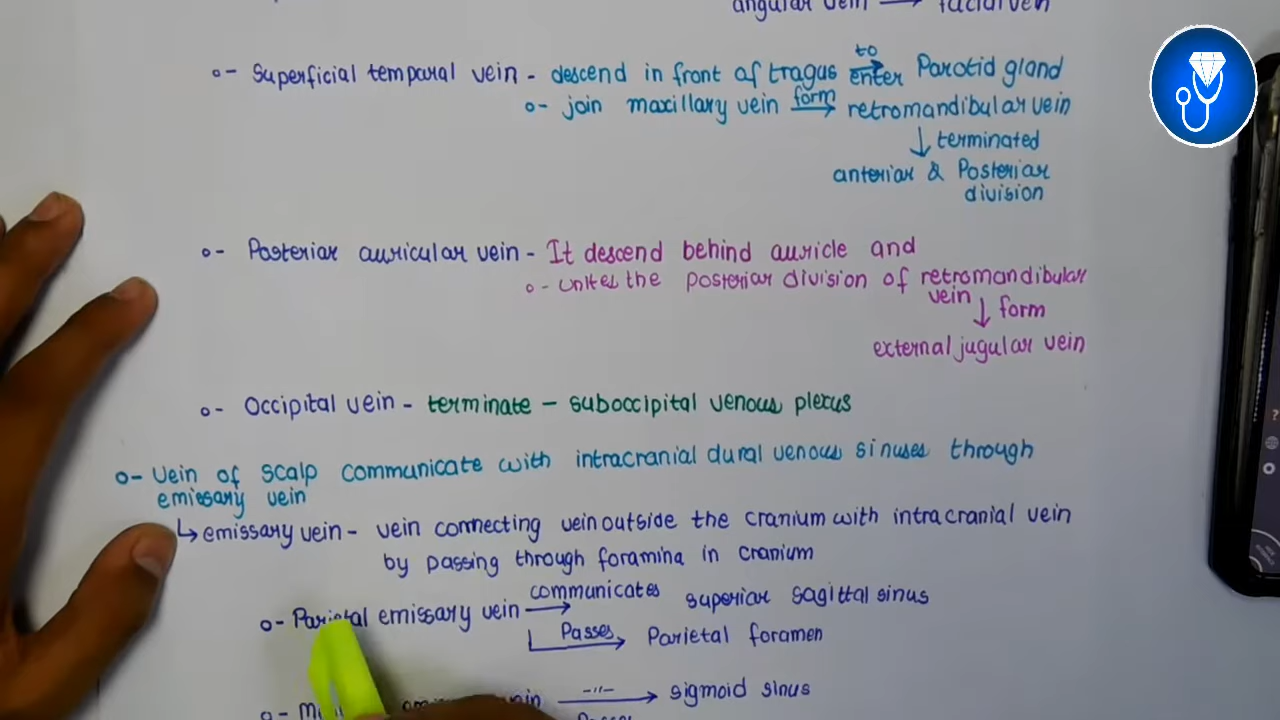 angular vein → facial vein
o- Superficial temporal vein - descend in front of tragus to enter Parotid gland
o- join maxillary vein form → retromandibular vein
↓ terminated
anterior & Posterior
division
o- Posterior auricular vein - It descend behind auricle and
o- unites the posterior division of retromandibular
vein ↓ form
external jugular vein
o- Occipital vein - terminate - suboccipital venous plexus
o- Vein of scalp communicate with intracranial dural venous sinuses through
emissary vein
↳ emissary vein - vein connecting vein outside the cranium with intracranial vein
by passing through foramina in cranium
o- Parietal emissary vein communicates → superior sagittal sinus
Passes → Parietal foramen
-"- → sigmoid sinus